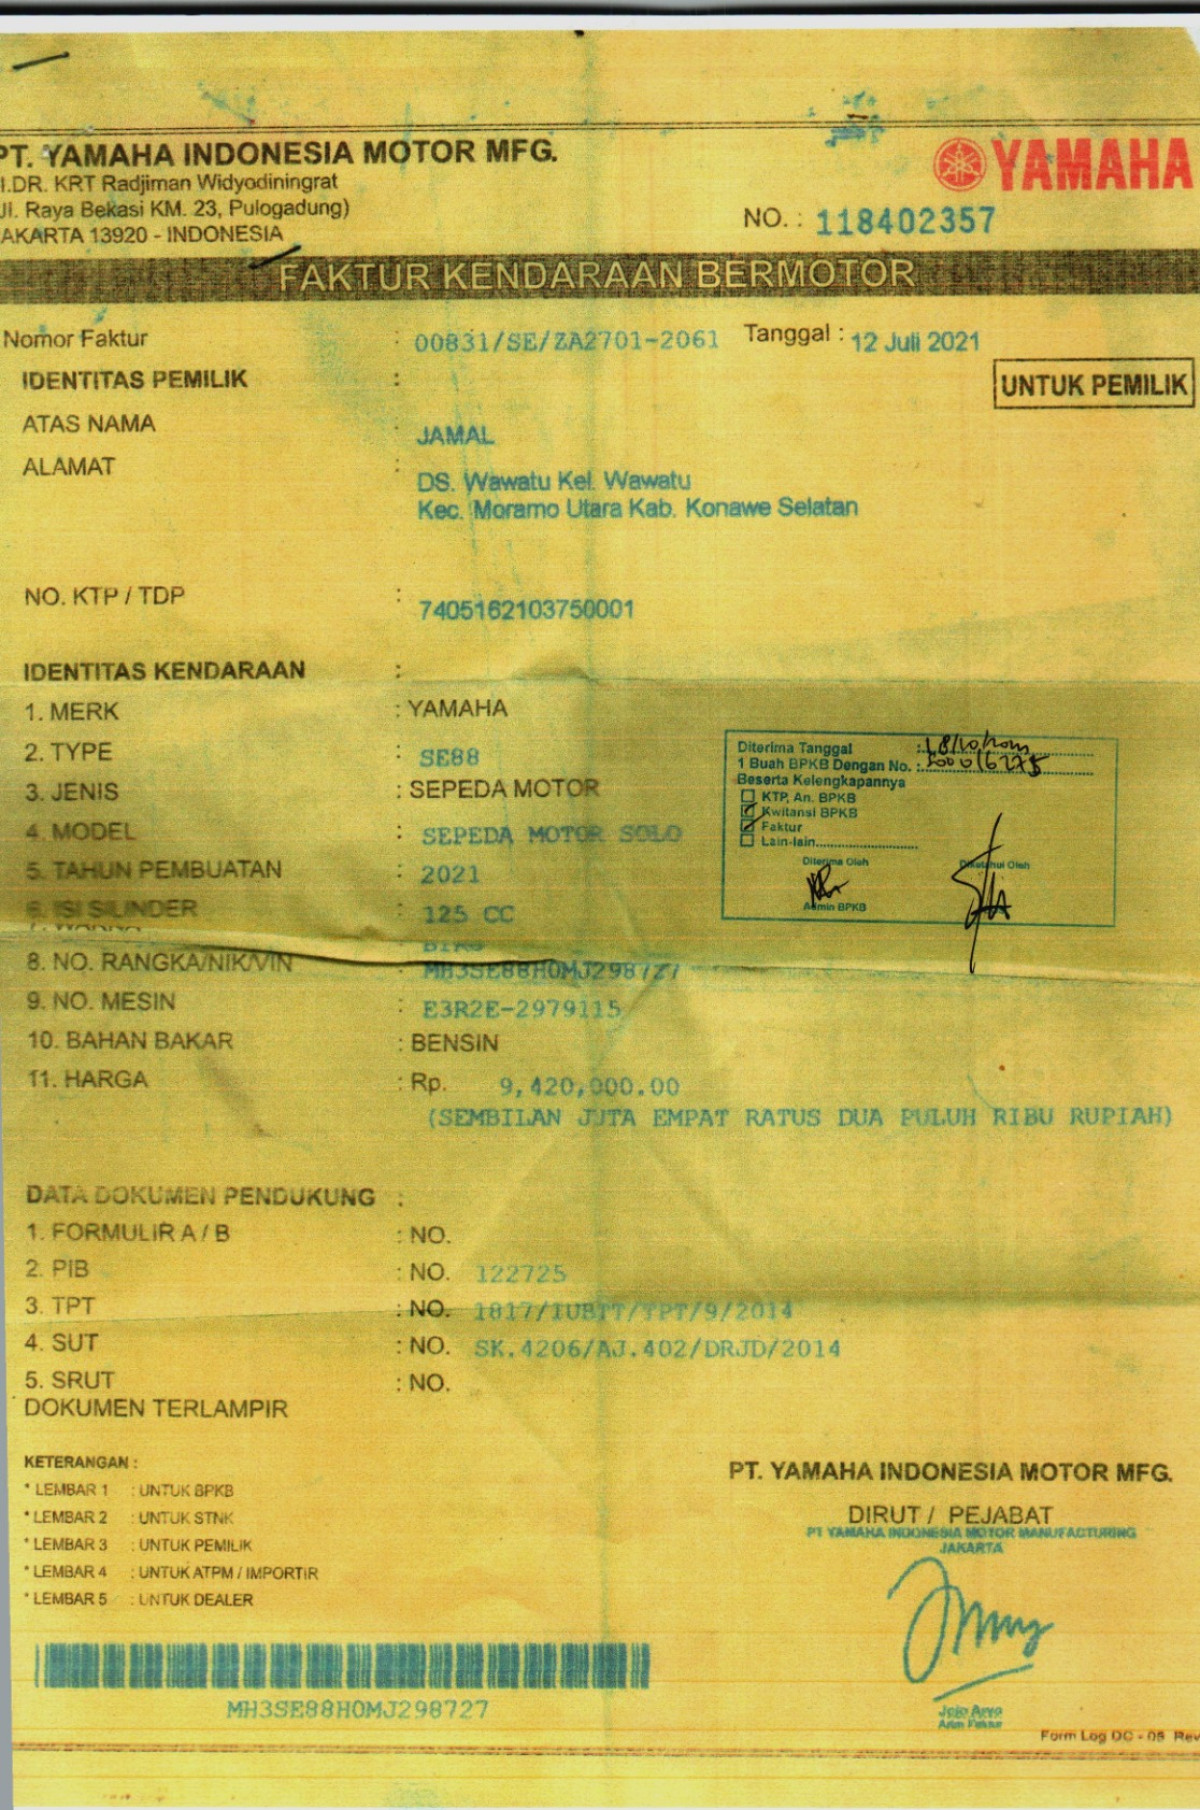 PT. YAMAHA INDONESIA MOTOR MFG.
YAMAHA
DR. KRT Radjiman Widyodiningrat
Jl. Raya Bekasi KM. 23, Pulogadung)
AKARTA 13920 - INDONESIA
NO. : 118402357
FAKTUR KENDARAAN BERMOTOR
Nomor Faktur : 00831/SE/ZA2701-2061 Tanggal : 12 Juli 2021
IDENTITAS PEMILIK :
UNTUK PEMILIK
ATAS NAMA : JAMAL
ALAMAT : DS. Wawatu Kel. Wawatu
Kec. Moramo Utara Kab. Konawe Selatan
NO. KTP / TDP : 7405162103750001
IDENTITAS KENDARAAN :
1. MERK : YAMAHA
2. TYPE : SE88
3. JENIS : SEPEDA MOTOR
4. MODEL : SEPEDA MOTOR SOLO
5. TAHUN PEMBUATAN : 2021
6. ISI SILINDER : 125 CC
7. WARNA
8. NO. RANGKA/NIK/VIN : MH3SE88H0MJ298727
9. NO. MESIN : E3R2E-2979115
10. BAHAN BAKAR : BENSIN
11. HARGA : Rp. 9,420,000.00
(SEMBILAN JUTA EMPAT RATUS DUA PULUH RIBU RUPIAH)
Diterima Tanggal :
1 Buah BPKB Dengan No. :
Beserta Kelengkapannya
KTP, An. BPKB
Kwitansi BPKB
Faktur
Lain-lain
Diterima Oleh Diketahui Oleh
Admin BPKB
DATA DOKUMEN PENDUKUNG :
1. FORMULIR A / B : NO.
2. PIB : NO. 122725
3. TPT : NO. 1817/IUBTT/TPT/9/2014
4. SUT : NO. SK.4206/AJ.402/DRJD/2014
5. SRUT : NO.
DOKUMEN TERLAMPIR
KETERANGAN :
* LEMBAR 1 : UNTUK BPKB
* LEMBAR 2 : UNTUK STNK
* LEMBAR 3 : UNTUK PEMILIK
* LEMBAR 4 : UNTUK ATPM / IMPORTIR
* LEMBAR 5 : UNTUK DEALER
PT. YAMAHA INDONESIA MOTOR MFG.
DIRUT / PEJABAT
PT YAMAHA INDONESIA MOTOR MANUFACTURING
JAKARTA
MH3SE88H0MJ298727
Form Log DC - 05 Rev